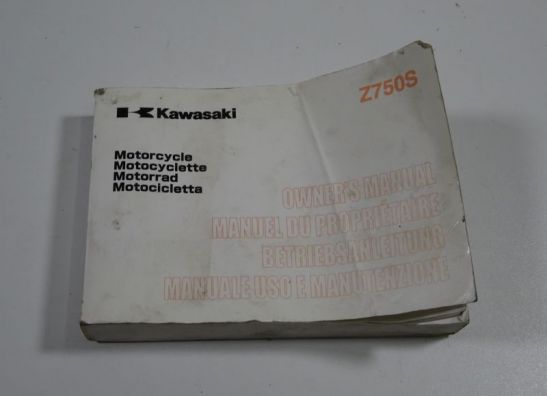 Kawasaki
Z750S
Motorcycle
Motocyclette
Motorrad
Motocicletta
OWNER'S MANUAL
MANUEL DU PROPRIÉTAIRE
BETRIEBSANLEITUNG
MANUALE USO E MANUTENZIONE